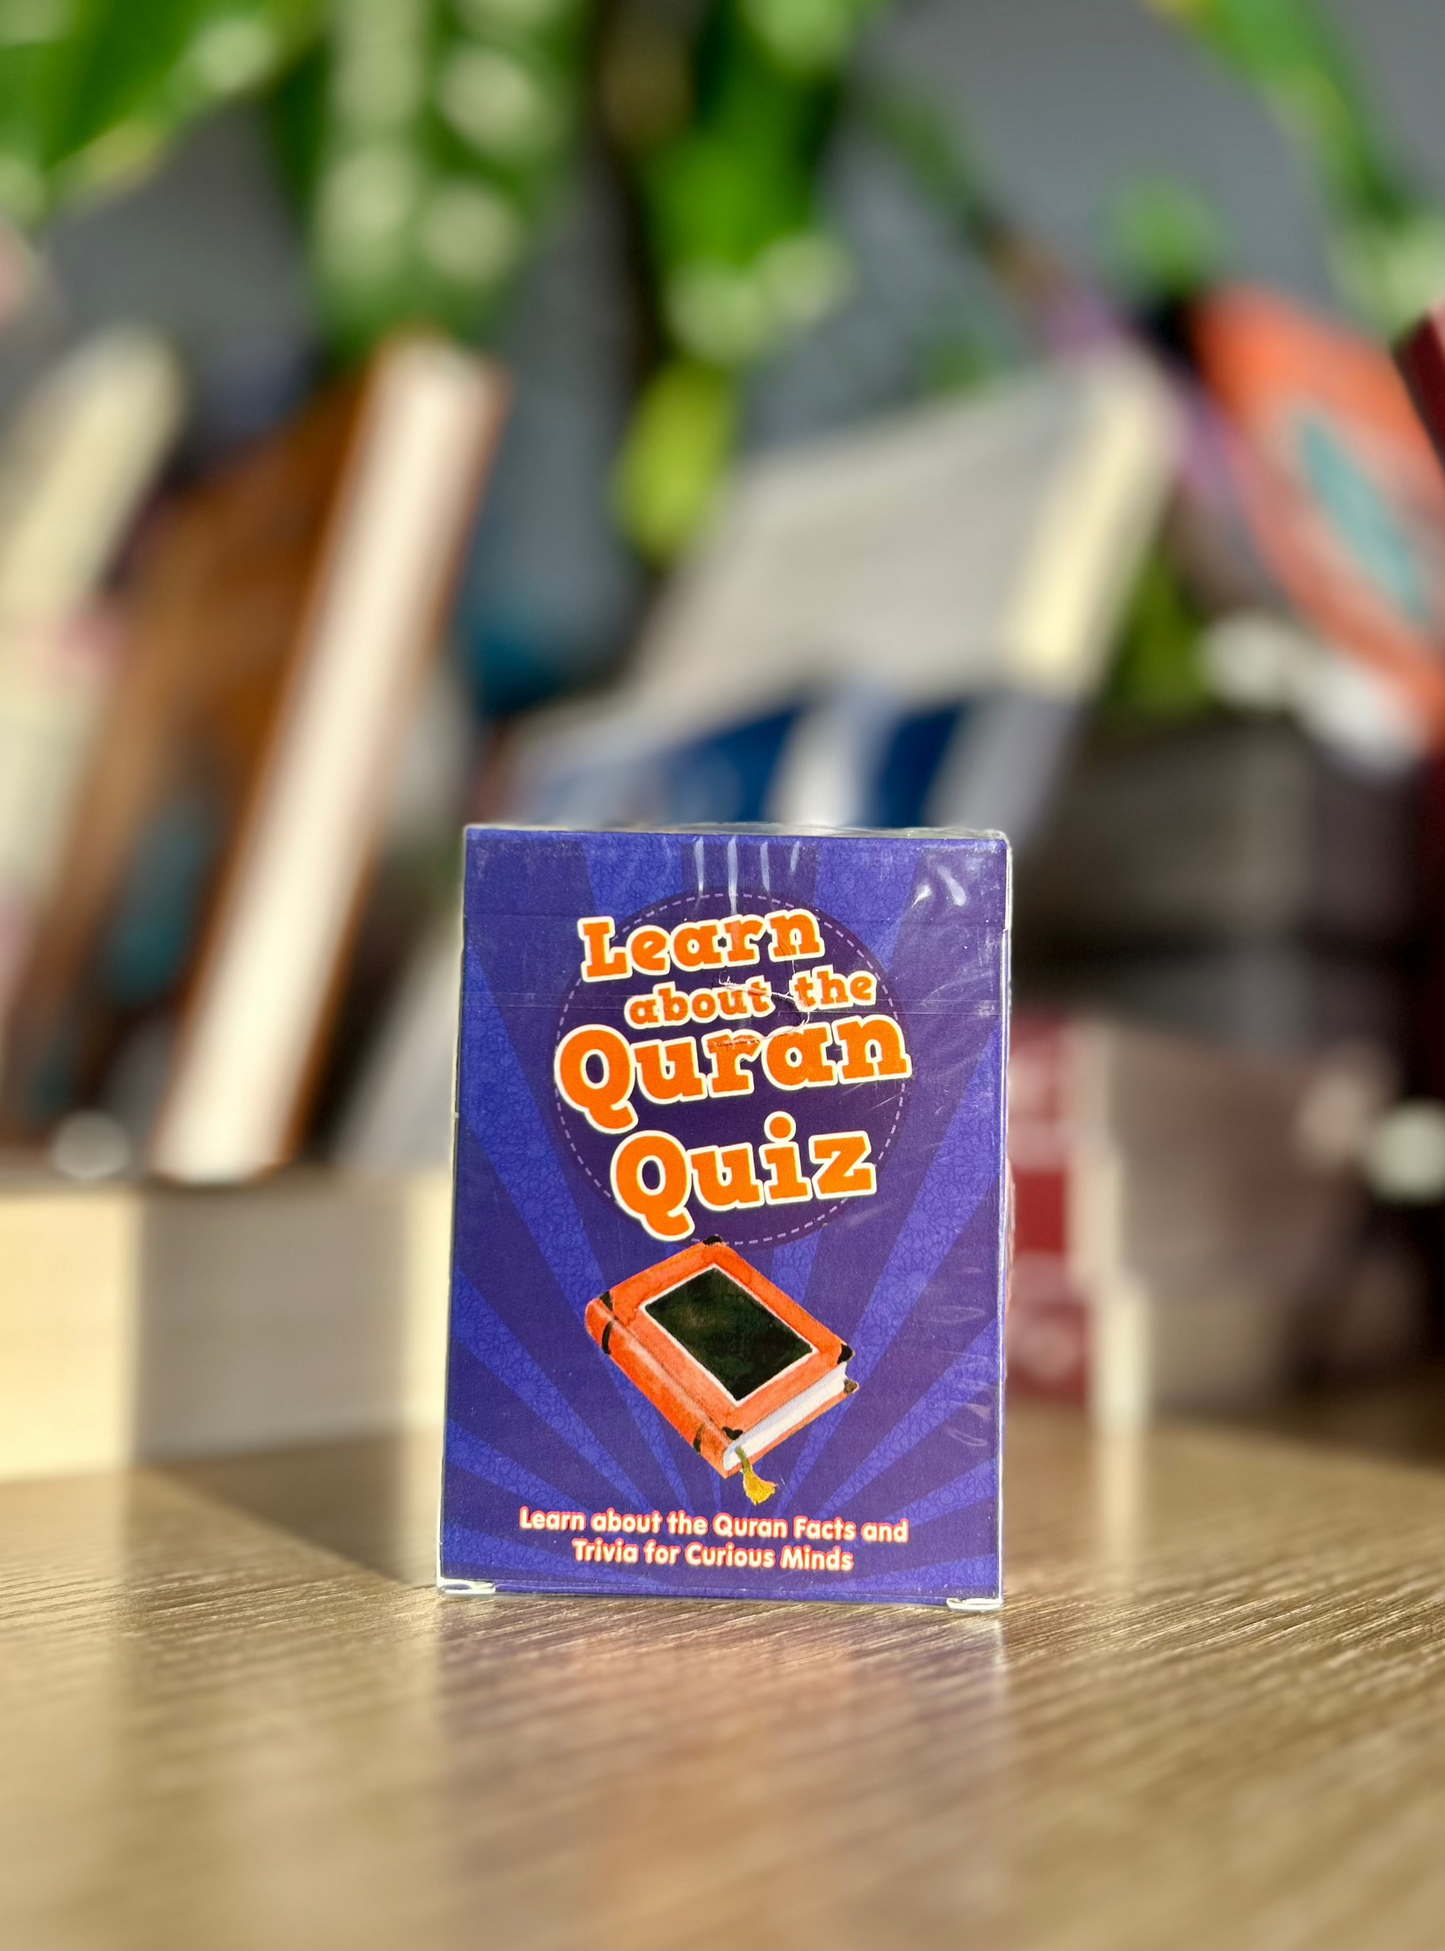 Learn
about the
Quran
Quiz
Learn about the Quran Facts and
Trivia for Curious Minds